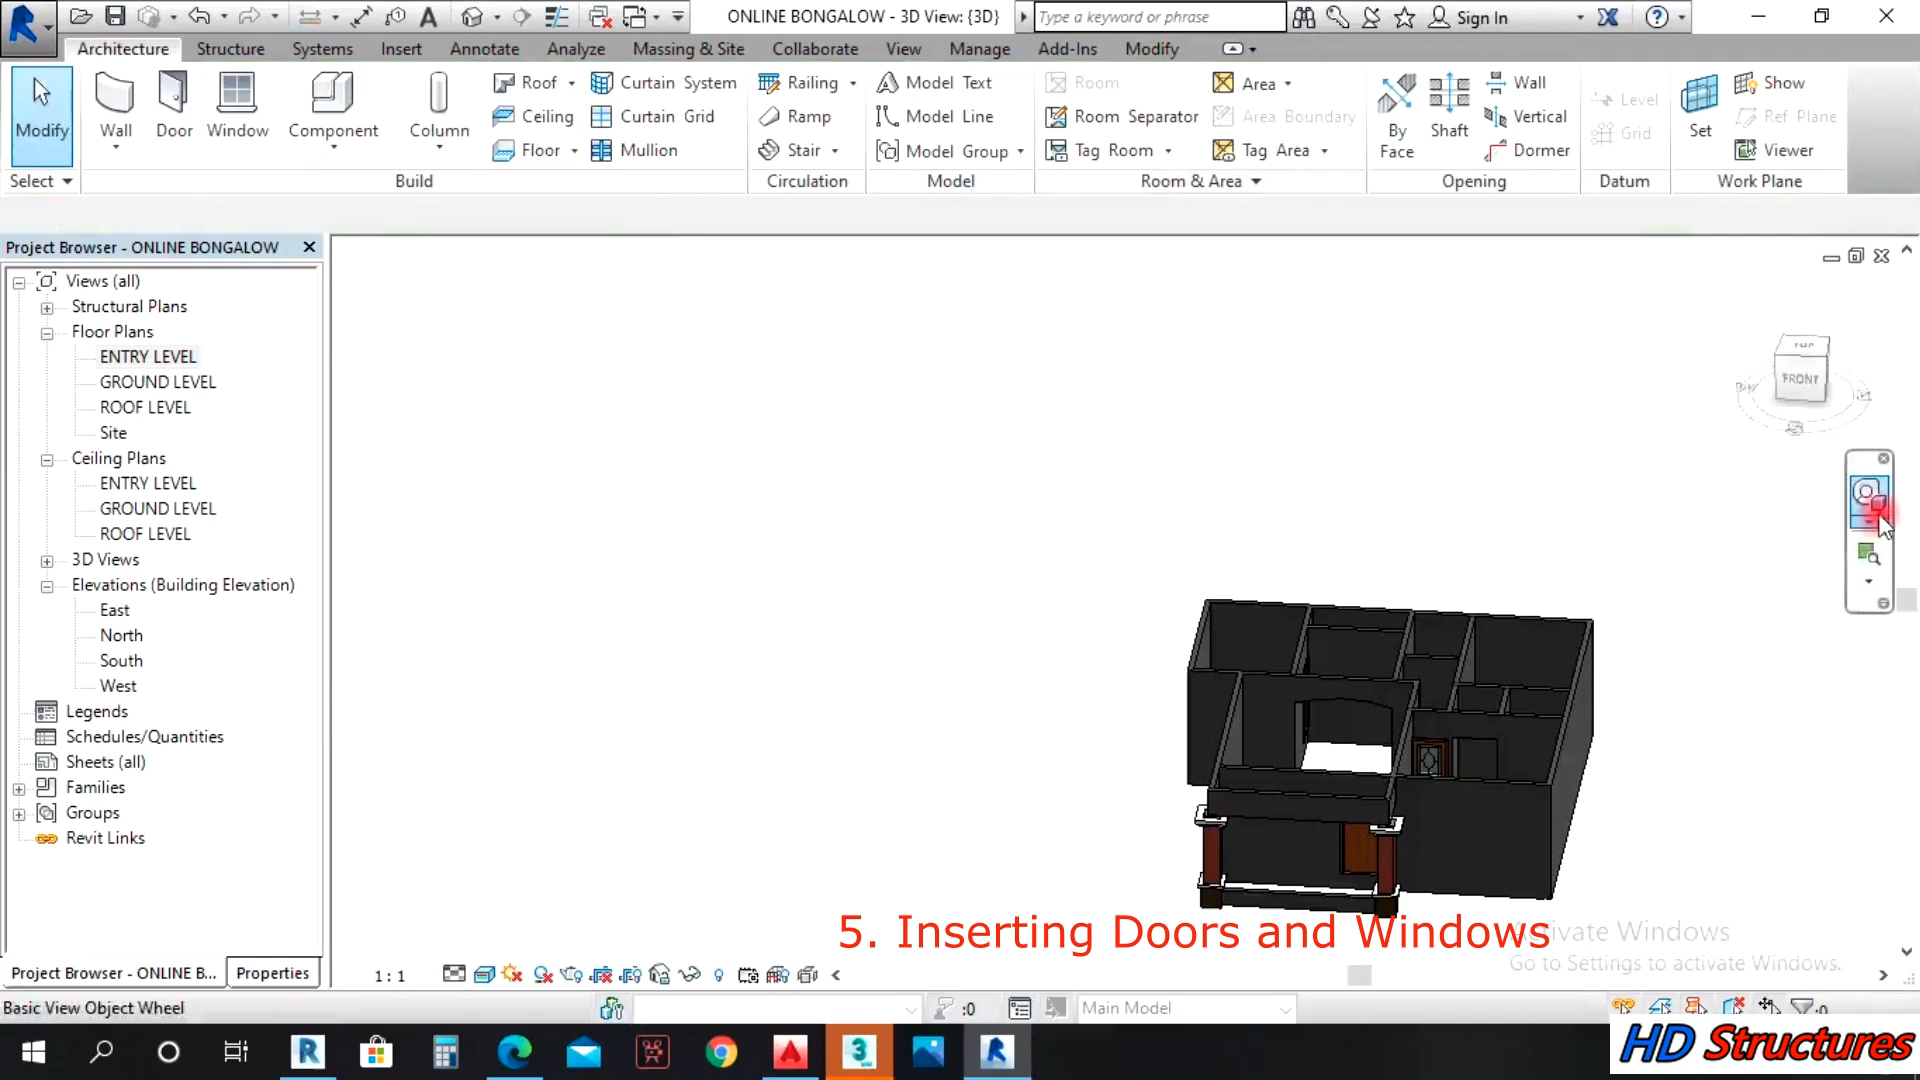 ONLINE BONGALOW - 3D View: {3D}
Type a keyword or phrase
Sign In
Architecture Structure Systems Insert Annotate Analyze Massing & Site Collaborate View Manage Add-Ins Modify
Modify
Wall
Door
Window
Component
Column
Roof
Ceiling
Floor
Curtain System
Curtain Grid
Mullion
Railing
Ramp
Stair
Model Text
Model Line
Model Group
Room
Room Separator
Tag Room
Area
Area Boundary
Tag Area
By Face
Shaft
Wall
Vertical
Dormer
Level
Grid
Set
Show
Ref Plane
Viewer
Select
Build
Circulation
Model
Room & Area
Opening
Datum
Work Plane
Project Browser - ONLINE BONGALOW
Views (all)
Structural Plans
Floor Plans
ENTRY LEVEL
GROUND LEVEL
ROOF LEVEL
Site
Ceiling Plans
ENTRY LEVEL
GROUND LEVEL
ROOF LEVEL
3D Views
Elevations (Building Elevation)
East
North
South
West
Legends
Schedules/Quantities
Sheets (all)
Families
Groups
Revit Links
TOP
FRONT
5. Inserting Doors and Windows
Activate Windows
Go to Settings to activate Windows.
Project Browser - ONLINE B...
Properties
1 : 1
Basic View Object Wheel
:0
Main Model
:0
HD Structures